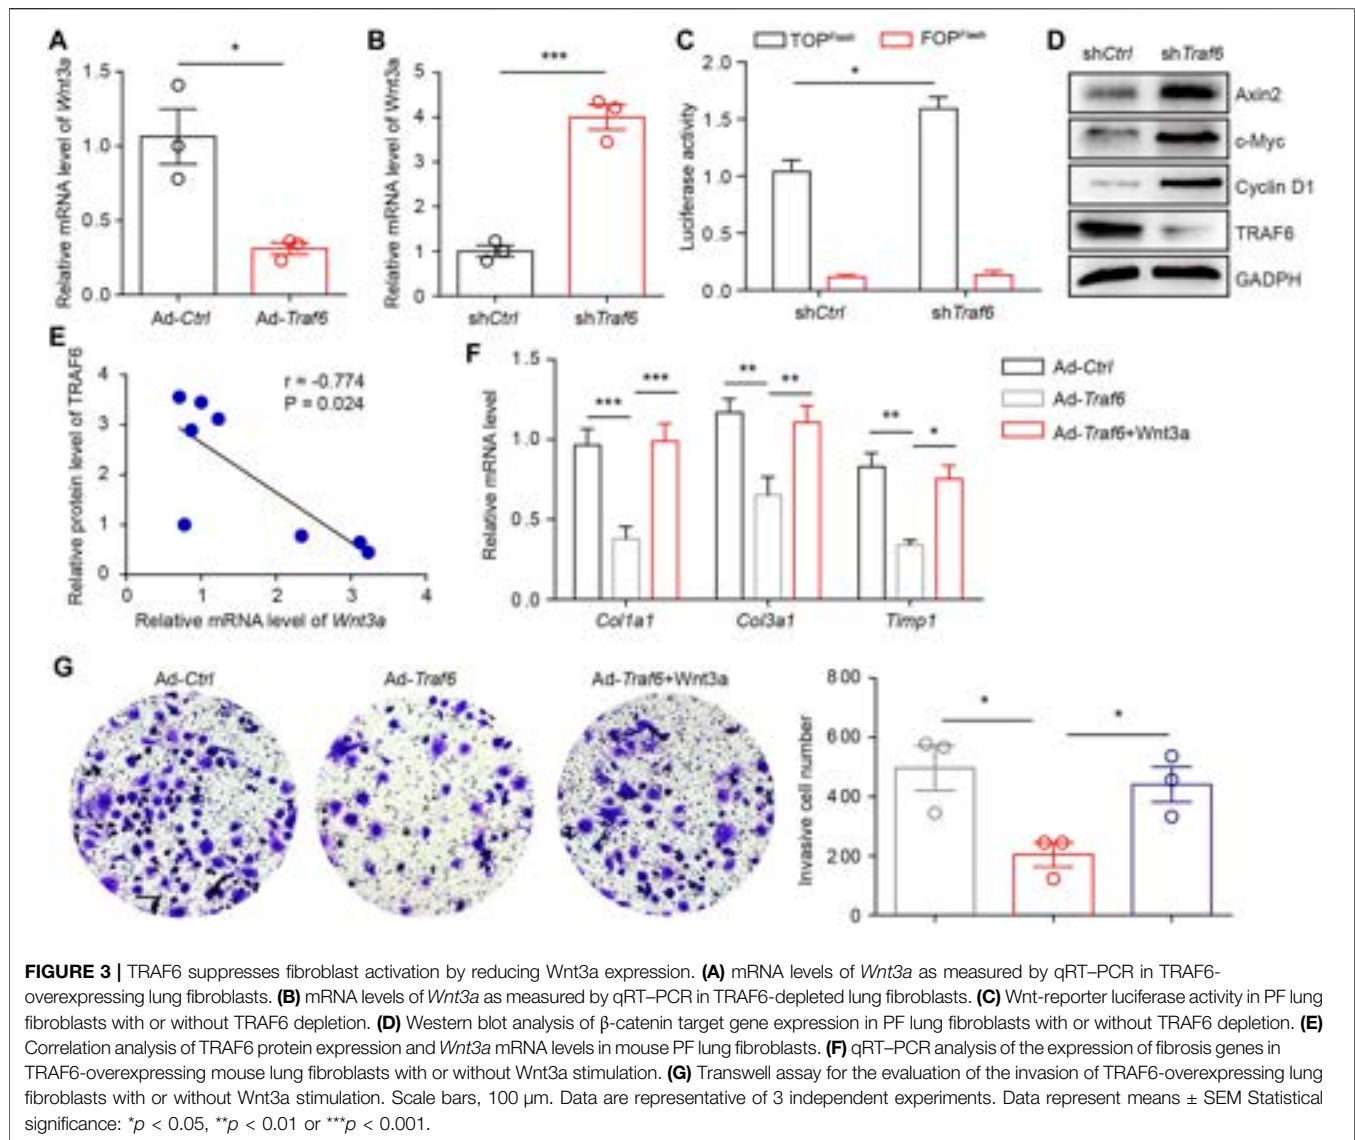 A
*
Relative mRNA level of Wnt3a
1.5
1.0
0.5
0.0
Ad-Ctrl
Ad-Traf6
B
***
Relative mRNA level of Wnt3a
5
4
3
2
1
0
shCtrl
shTraf6
C
TOPFlash
FOPFlash
*
Luciferase activity
2.0
1.5
1.0
0.5
0.0
shCtrl
shTraf6
D
shCtrl shTraf6
Axin2
c-Myc
Cyclin D1
TRAF6
GADPH
E
Relative protein level of TRAF6
4
3
2
1
0
r = -0.774
P = 0.024
0 1 2 3 4
Relative mRNA level of Wnt3a
F
Relative mRNA level
1.5
1.0
0.5
0.0
*** ***
** **
** *
Col1a1 Col3a1 Timp1
Ad-Ctrl
Ad-Traf6
Ad-Traf6+Wnt3a
G
Ad-Ctrl
Ad-Traf6
Ad-Traf6+Wnt3a
Invasive cell number
800
600
400
200
0
*
*
FIGURE 3 | TRAF6 suppresses fibroblast activation by reducing Wnt3a expression. (A) mRNA levels of Wnt3a as measured by qRT–PCR in TRAF6-
overexpressing lung fibroblasts. (B) mRNA levels of Wnt3a as measured by qRT–PCR in TRAF6-depleted lung fibroblasts. (C) Wnt-reporter luciferase activity in PF lung
fibroblasts with or without TRAF6 depletion. (D) Western blot analysis of β-catenin target gene expression in PF lung fibroblasts with or without TRAF6 depletion. (E)
Correlation analysis of TRAF6 protein expression and Wnt3a mRNA levels in mouse PF lung fibroblasts. (F) qRT–PCR analysis of the expression of fibrosis genes in
TRAF6-overexpressing mouse lung fibroblasts with or without Wnt3a stimulation. (G) Transwell assay for the evaluation of the invasion of TRAF6-overexpressing lung
fibroblasts with or without Wnt3a stimulation. Scale bars, 100 μm. Data are representative of 3 independent experiments. Data represent means ± SEM Statistical
significance: *p < 0.05, **p < 0.01 or ***p < 0.001.